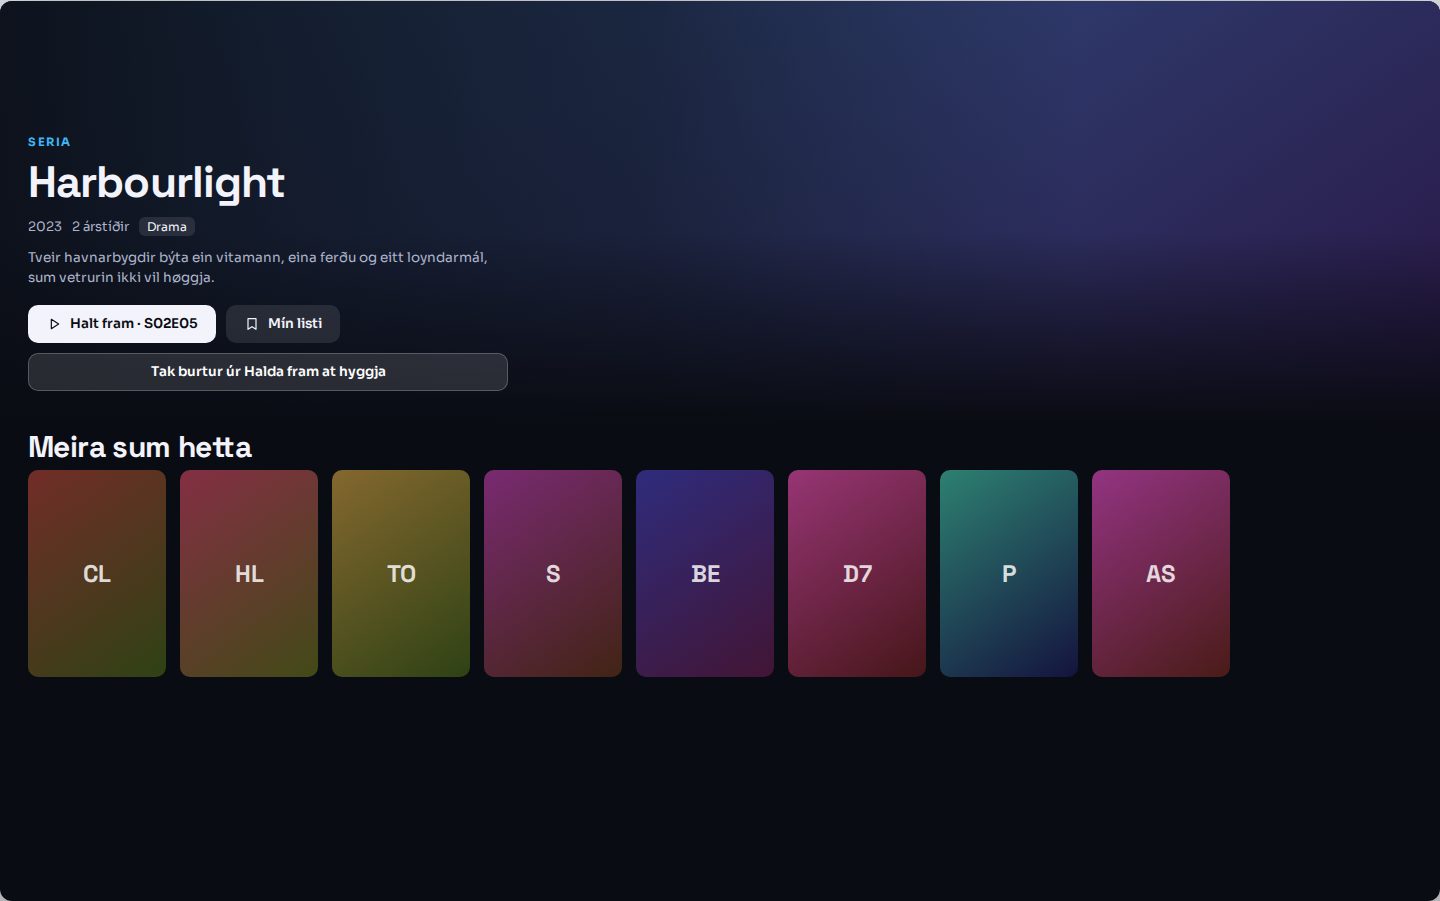 SERIA
Harbourlight
2023 2 árstíðir Drama
Tveir havnarbygdir býta ein vitamann, eina ferðu og eitt loyndarmál,
sum vetrurin ikki vil høggja.
Halt fram · S02E05 Mín listi
Tak burtur úr Halda fram at hyggja
Meira sum hetta
CL HL TO S BE D7 P AS